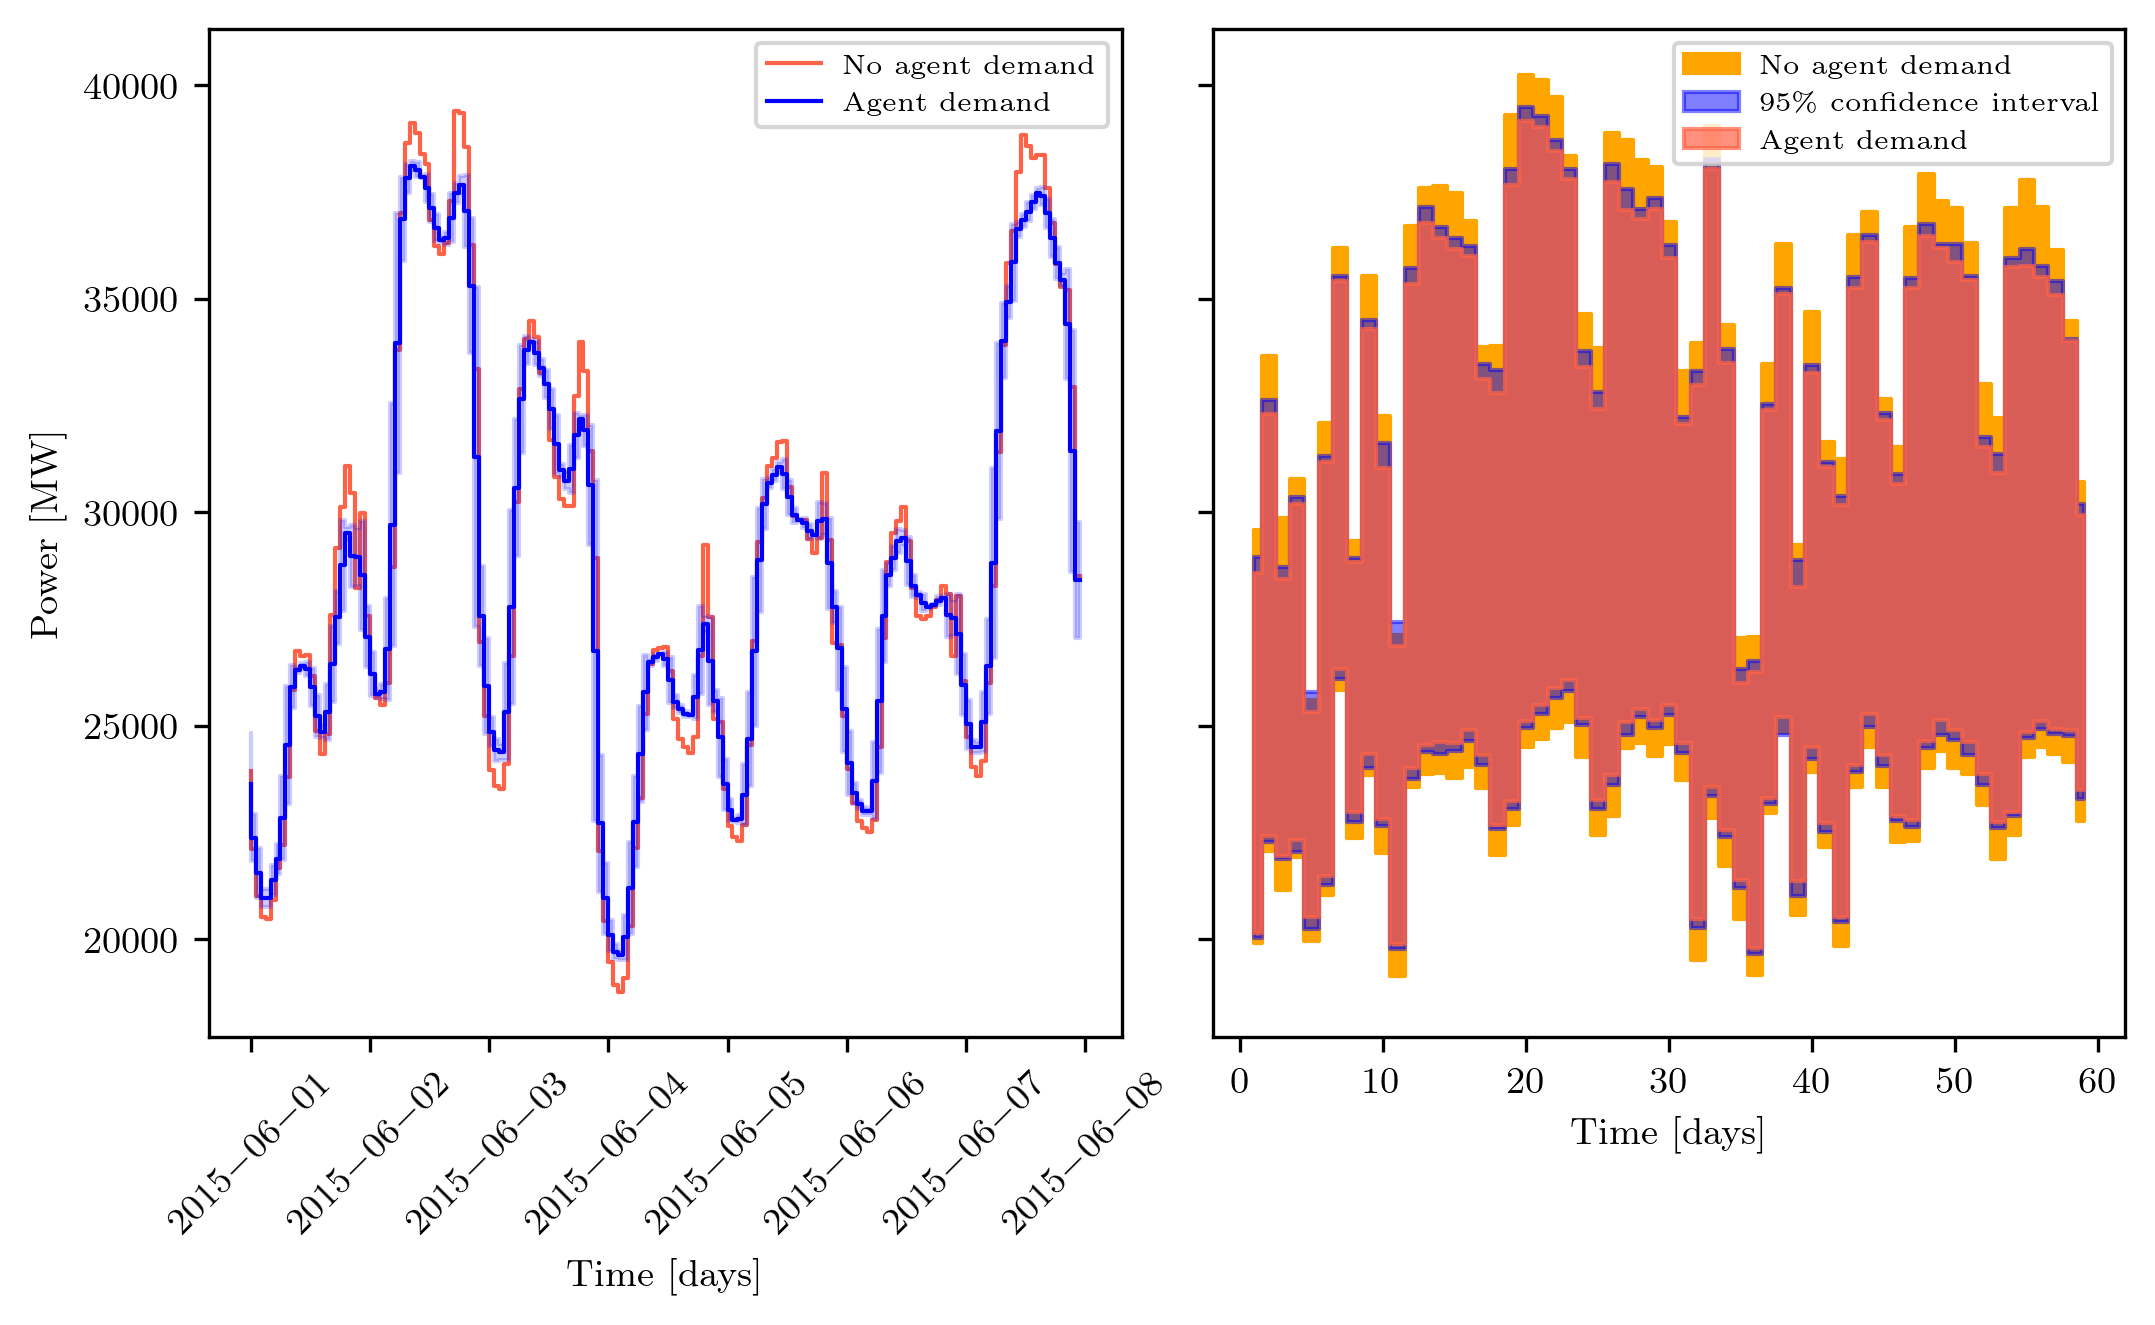 No agent demand
Agent demand
40000
35000
30000
25000
20000
Power [MW]
2015–06–01
2015–06–02
2015–06–03
2015–06–04
2015–06–05
2015–06–06
2015–06–07
2015–06–08
Time [days]
No agent demand
95% confidence interval
Agent demand
0
10
20
30
40
50
60
Time [days]